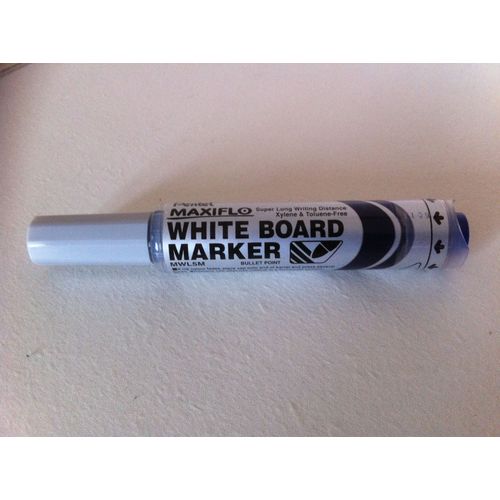 Pentel
MAXIFLO Super Long Writing Distance
Xylene & Toluene-Free
WHITE BOARD
MARKER
MWL5M BULLET POINT